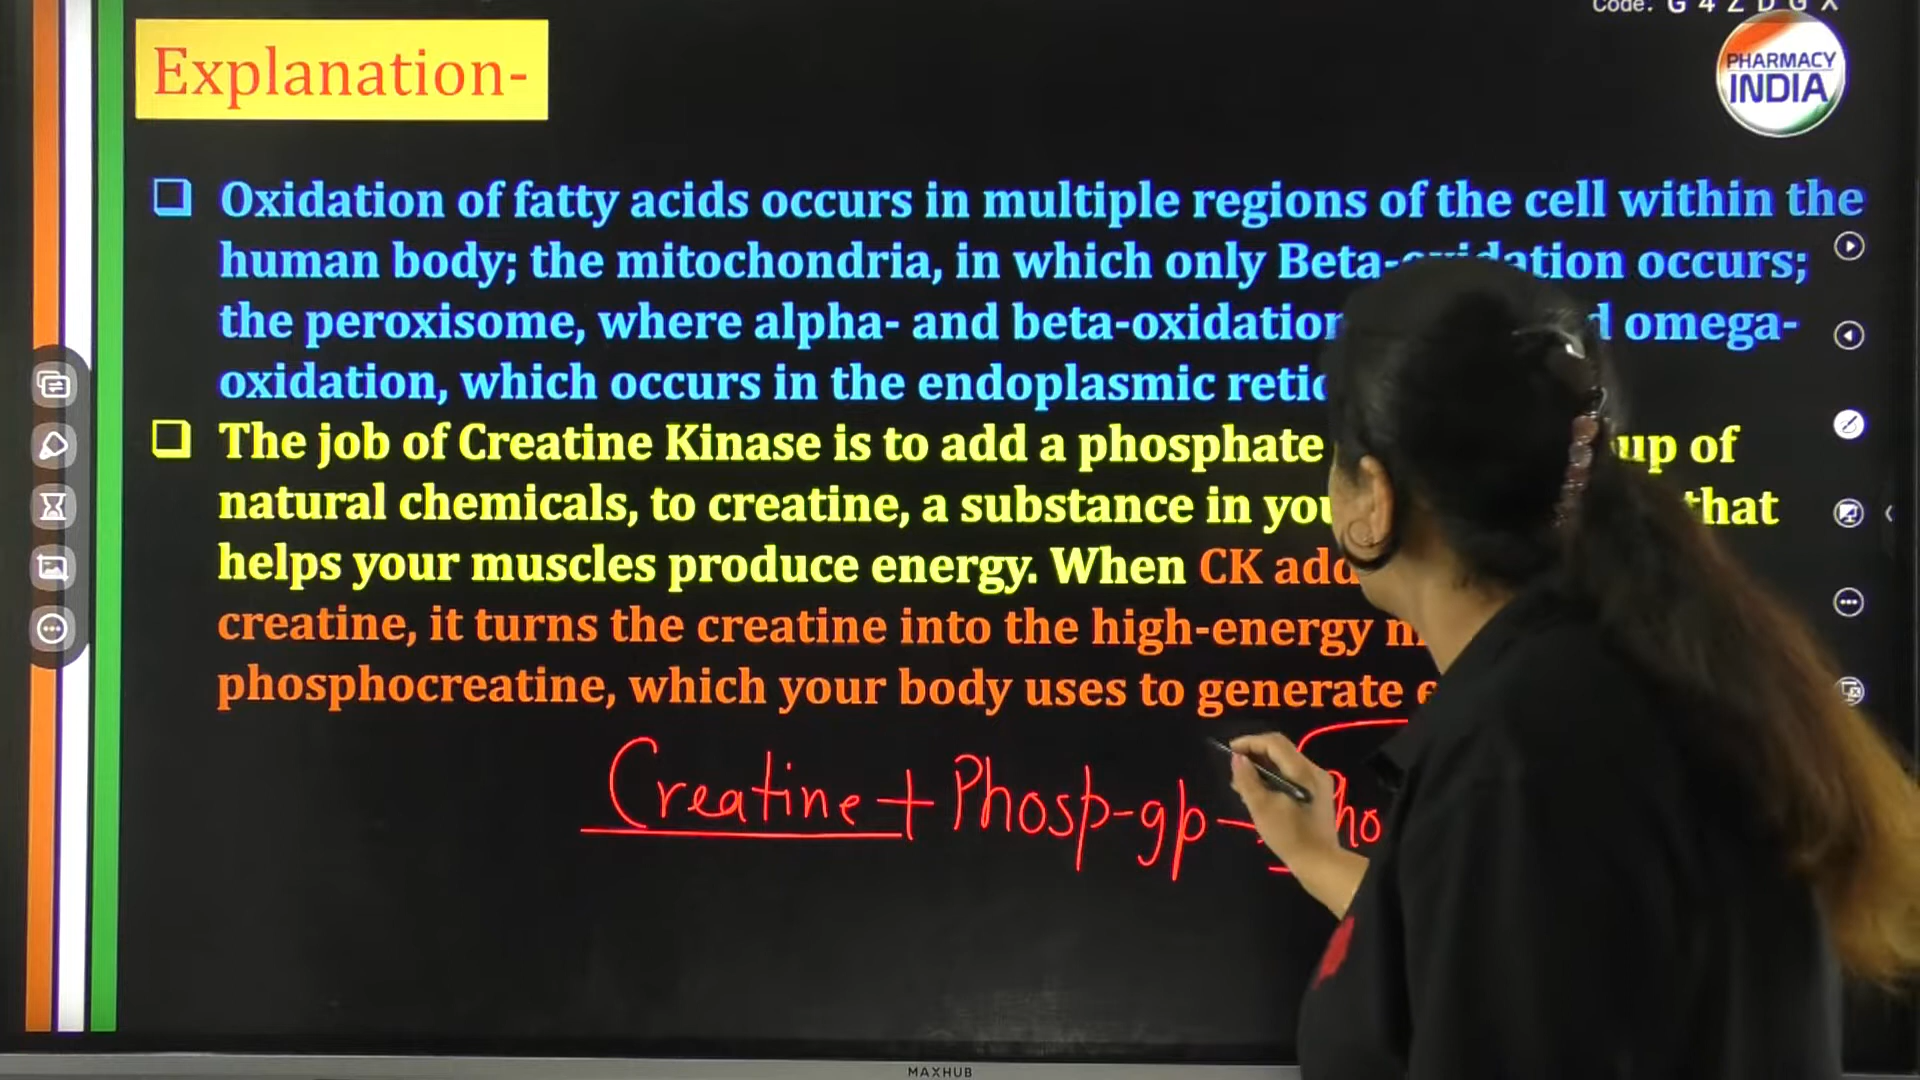 Code: G 4 Z D G X
Explanation-
PHARMACY
INDIA
Oxidation of fatty acids occurs in multiple regions of the cell within the
human body; the mitochondria, in which only Beta-oxidation occurs;
the peroxisome, where alpha- and beta-oxidation omega-
oxidation, which occurs in the endoplasmic
The job of Creatine Kinase is to add a phosphate of
natural chemicals, to creatine, a substance in that
helps your muscles produce energy. When CK
creatine, it turns the creatine into the high-energy
phosphocreatine, which your body uses to generate
Creatine + Phosp-gp →
MAXHUB